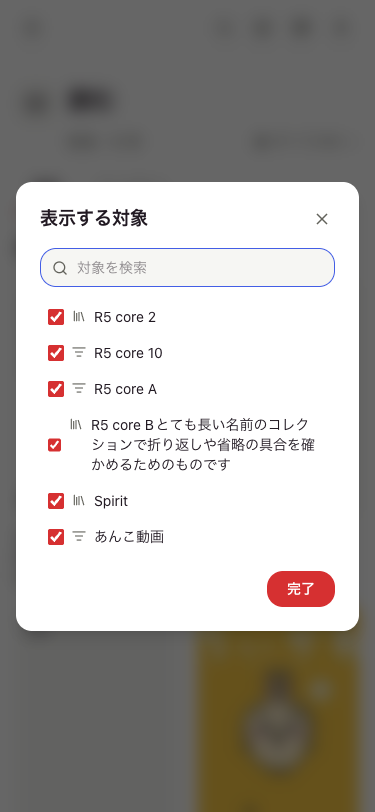 表示する対象
対象を検索
R5 core 2
R5 core 10
R5 core A
R5 core Bとても長い名前のコレク
ションで折り返しや省略の具合を確
かめるためのものです
Spirit
あんこ動画
完了